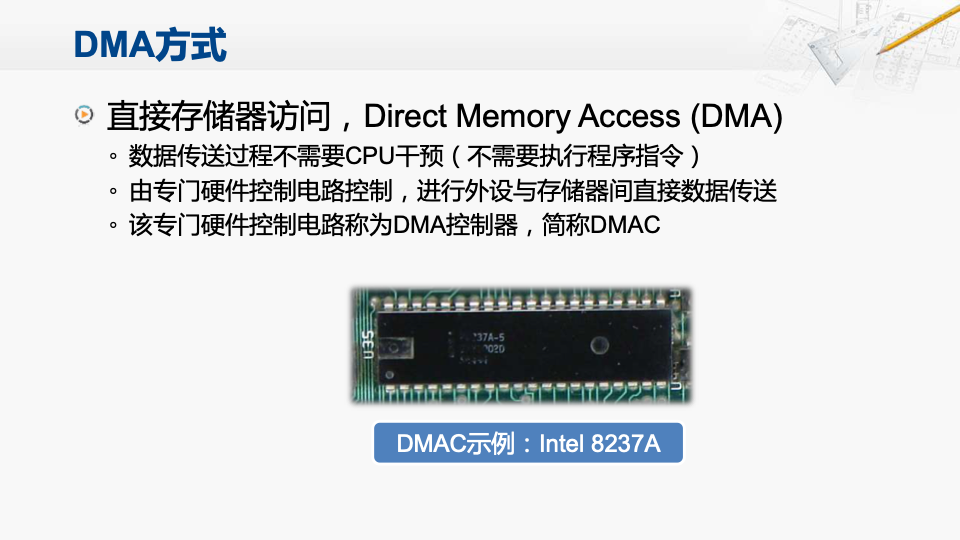 DMA方式
直接存储器访问，Direct Memory Access (DMA)
数据传送过程不需要CPU干预（不需要执行程序指令）
由专门硬件控制电路控制，进行外设与存储器间直接数据传送
该专门硬件控制电路称为DMA控制器，简称DMAC
U35
237A-5
DMAC示例：Intel 8237A